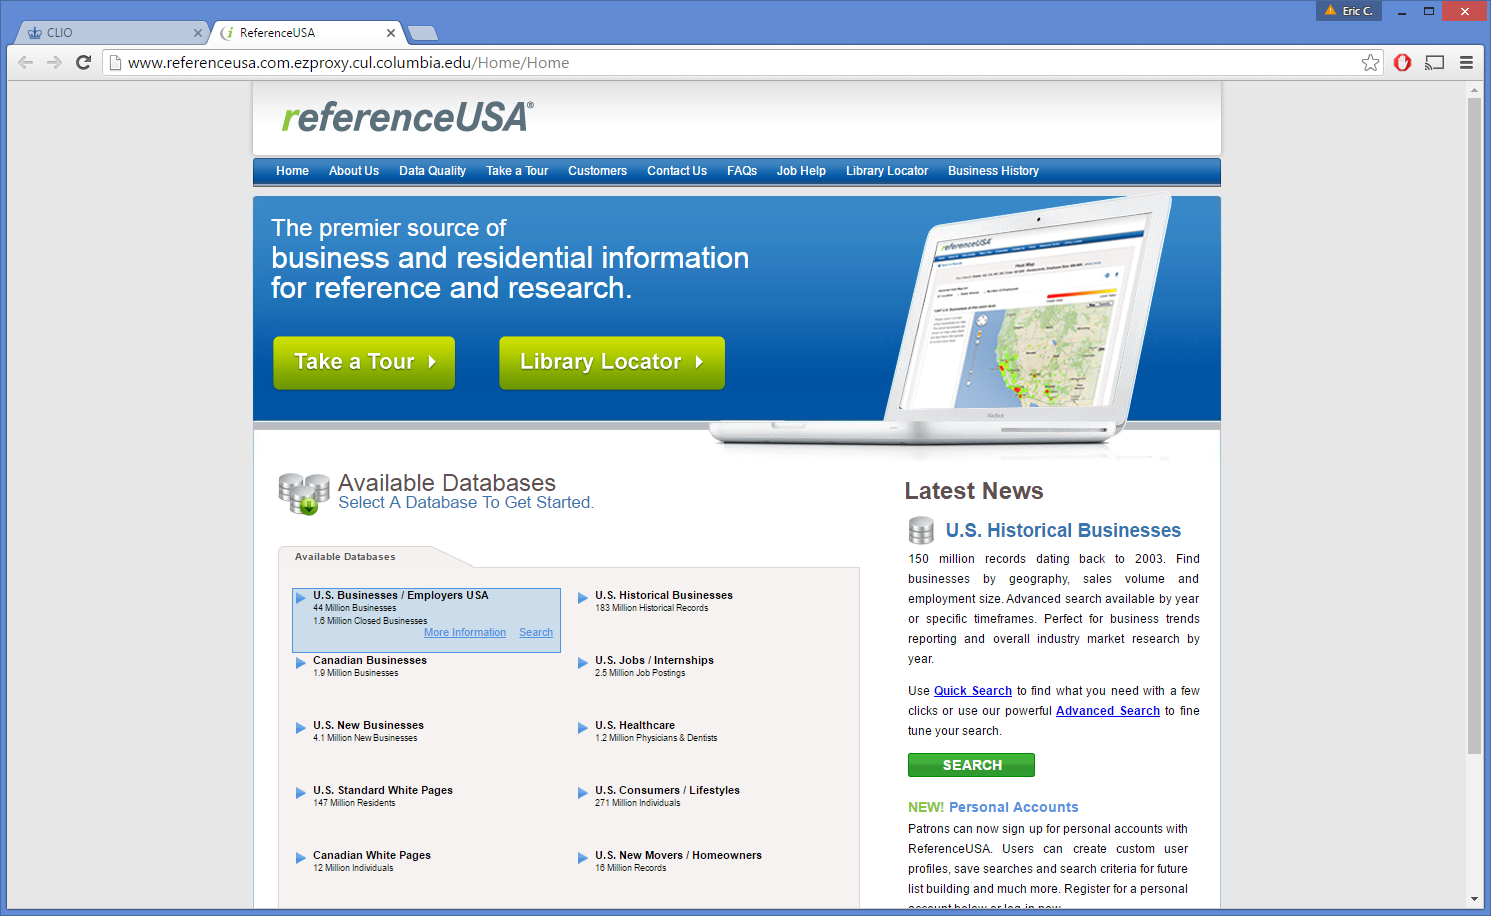 Eric C.
CLIO
ReferenceUSA
www.referenceusa.com.ezproxy.cul.columbia.edu/Home/Home
referenceUSA®
Home About Us Data Quality Take a Tour Customers Contact Us FAQs Job Help Library Locator Business History
The premier source of
business and residential information
for reference and research.
Take a Tour
Library Locator
referenceUSA
MacBook
Available Databases
Select A Database To Get Started.
Available Databases
U.S. Businesses / Employers USA
44 Million Businesses
1.6 Million Closed Businesses
More Information Search
U.S. Historical Businesses
183 Million Historical Records
Canadian Businesses
1.9 Million Businesses
U.S. Jobs / Internships
2.5 Million Job Postings
U.S. New Businesses
4.1 Million New Businesses
U.S. Healthcare
1.2 Million Physicians & Dentists
U.S. Standard White Pages
147 Million Residents
U.S. Consumers / Lifestyles
271 Million Individuals
Canadian White Pages
12 Million Individuals
U.S. New Movers / Homeowners
16 Million Records
Latest News
U.S. Historical Businesses
150 million records dating back to 2003. Find
businesses by geography, sales volume and
employment size. Advanced search available by year
or specific timeframes. Perfect for business trends
reporting and overall industry market research by
year.
Use Quick Search to find what you need with a few
clicks or use our powerful Advanced Search to fine
tune your search.
SEARCH
NEW! Personal Accounts
Patrons can now sign up for personal accounts with
ReferenceUSA. Users can create custom user
profiles, save searches and search criteria for future
list building and much more. Register for a personal
account below or log-in now